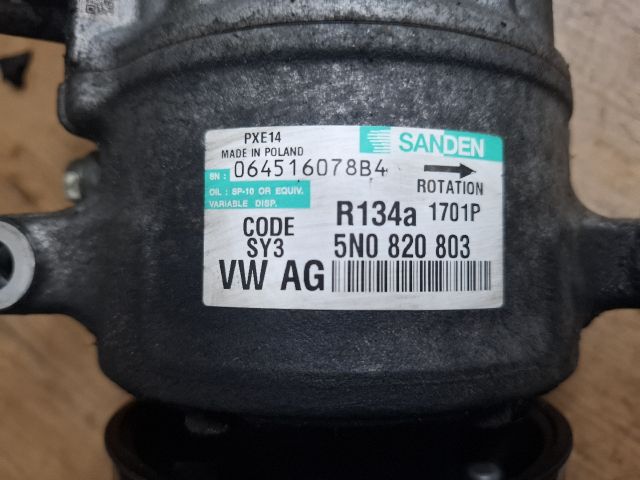 PXE14
MADE IN POLAND
SANDEN
SN: 064516078B4
ROTATION
OIL: SP-10 OR EQUIV.
VARIABLE DISP.
R134a 1701P
CODE
SY3
5N0 820 803
VW AG